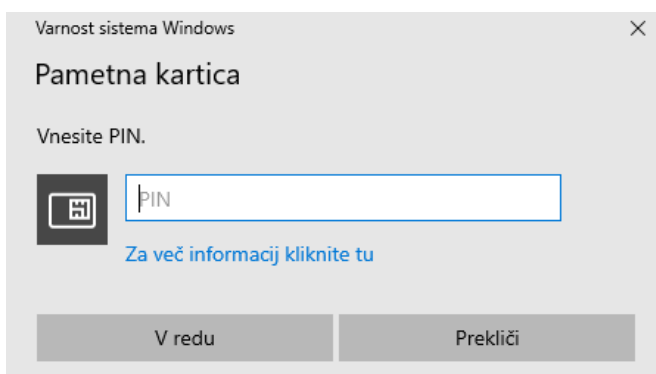 Varnost sistema Windows
Pametna kartica
Vnesite PIN.
PIN
Za več informacij kliknite tu
V redu
Prekliči